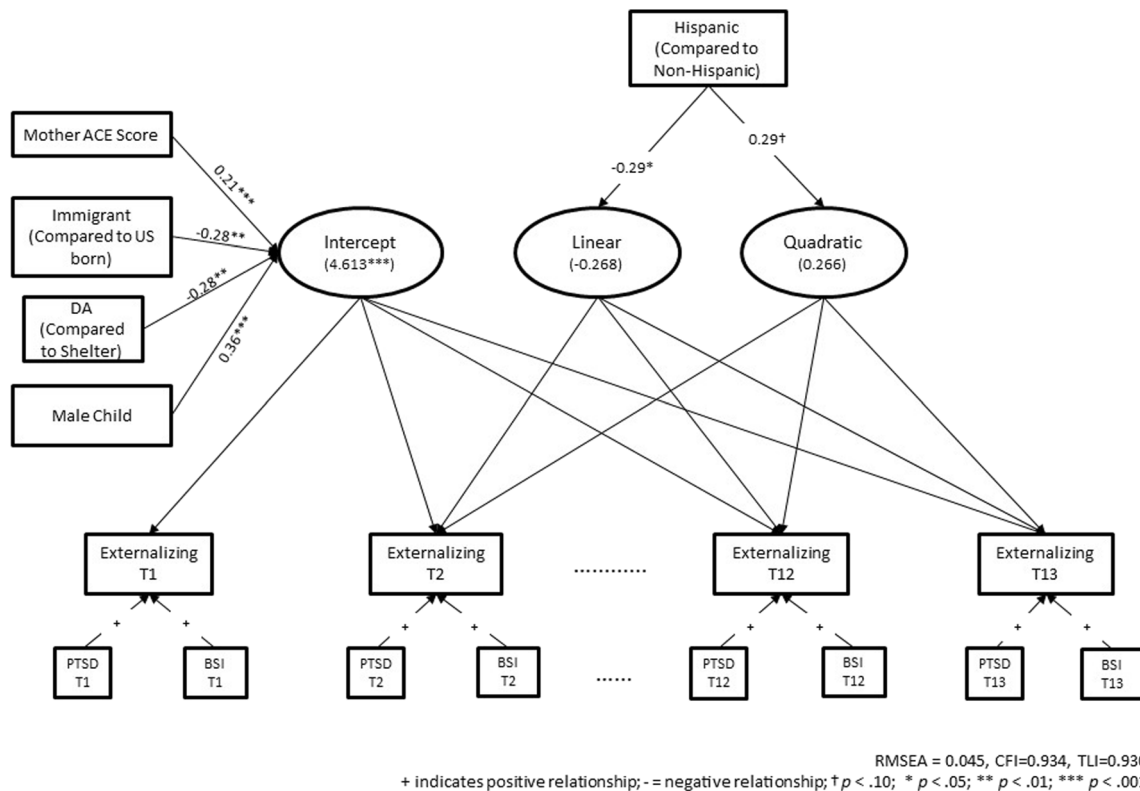 Hispanic
(Compared to
Non-Hispanic)
Mother ACE Score
0.21***
-0.29*
0.29†
Immigrant
(Compared to US
born)
-0.28**
Intercept
(4.613***)
Linear
(-0.268)
Quadratic
(0.266)
DA
(Compared
to Shelter)
-0.28**
0.36***
Male Child
Externalizing
T1
Externalizing
T2
............
Externalizing
T12
Externalizing
T13
+ + + + + + + +
PTSD
T1
BSI
T1
PTSD
T2
BSI
T2
......
PTSD
T12
BSI
T12
PTSD
T13
BSI
T13
RMSEA = 0.045, CFI=0.934, TLI=0.930
+ indicates positive relationship; - = negative relationship; † p < .10; * p < .05; ** p < .01; *** p < .001